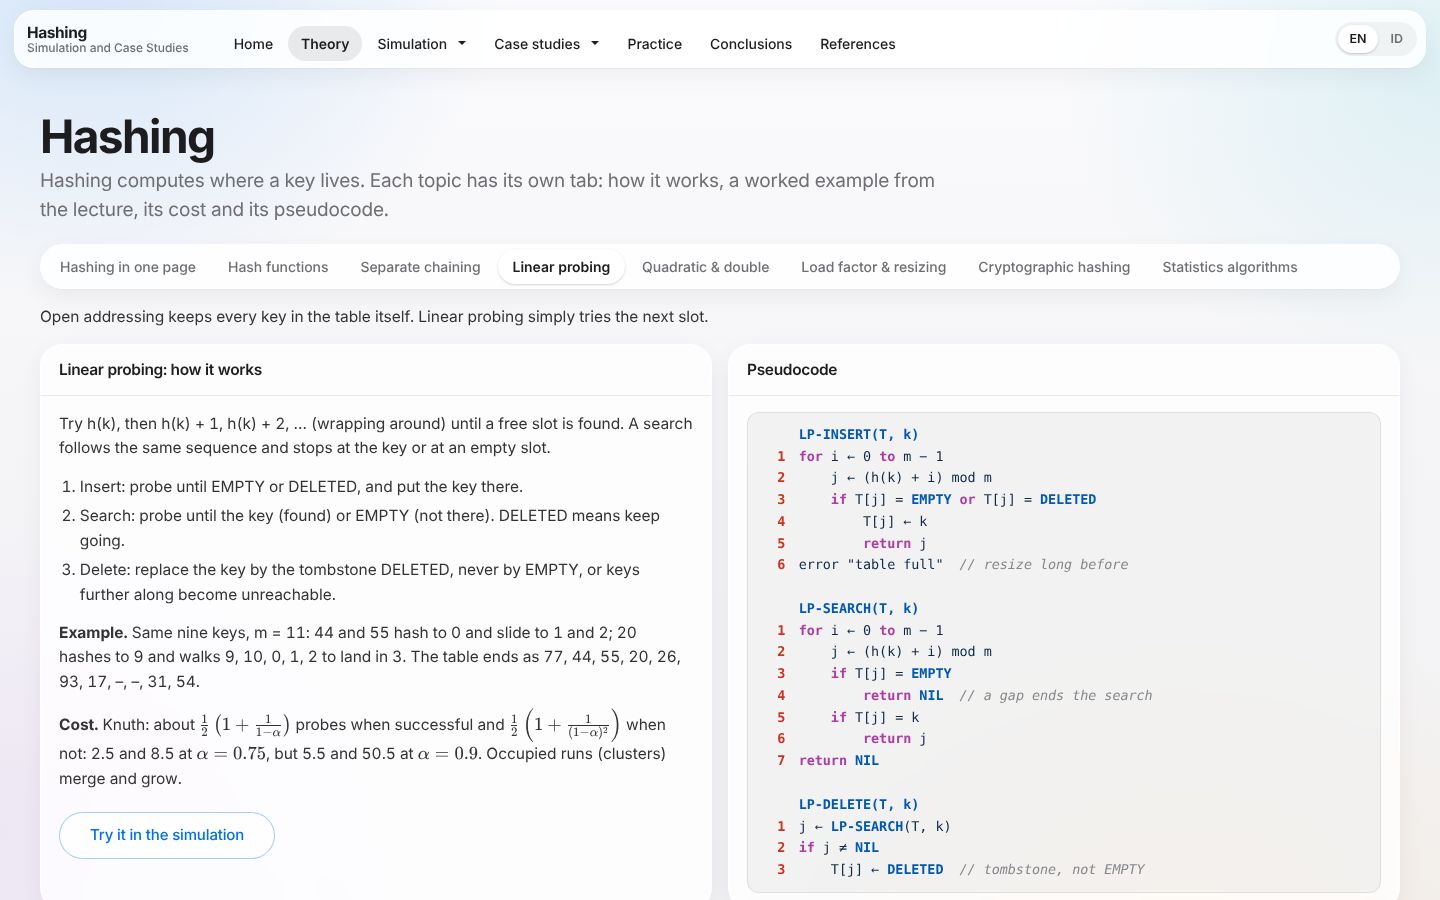 Hashing
Simulation and Case Studies
Home
Theory
Simulation
Case studies
Practice
Conclusions
References
EN
ID
Hashing
Hashing computes where a key lives. Each topic has its own tab: how it works, a worked example from
the lecture, its cost and its pseudocode.
Hashing in one page
Hash functions
Separate chaining
Linear probing
Quadratic & double
Load factor & resizing
Cryptographic hashing
Statistics algorithms
Open addressing keeps every key in the table itself. Linear probing simply tries the next slot.
Linear probing: how it works
Try h(k), then h(k) + 1, h(k) + 2, … (wrapping around) until a free slot is found. A search
follows the same sequence and stops at the key or at an empty slot.
1. Insert: probe until EMPTY or DELETED, and put the key there.
2. Search: probe until the key (found) or EMPTY (not there). DELETED means keep
going.
3. Delete: replace the key by the tombstone DELETED, never by EMPTY, or keys
further along become unreachable.
Example. Same nine keys, m = 11: 44 and 55 hash to 0 and slide to 1 and 2; 20
hashes to 9 and walks 9, 10, 0, 1, 2 to land in 3. The table ends as 77, 44, 55, 20, 26,
93, 17, –, –, 31, 54.
Cost. Knuth: about 1/2 (1 + 1/(1−α)) probes when successful and 1/2 (1 + 1/(1−α)²) when
not: 2.5 and 8.5 at α = 0.75, but 5.5 and 50.5 at α = 0.9. Occupied runs (clusters)
merge and grow.
Try it in the simulation
Pseudocode
LP-INSERT(T, k)
1 for i ← 0 to m − 1
2 j ← (h(k) + i) mod m
3 if T[j] = EMPTY or T[j] = DELETED
4 T[j] ← k
5 return j
6 error "table full" // resize long before
LP-SEARCH(T, k)
1 for i ← 0 to m − 1
2 j ← (h(k) + i) mod m
3 if T[j] = EMPTY
4 return NIL // a gap ends the search
5 if T[j] = k
6 return j
7 return NIL
LP-DELETE(T, k)
1 j ← LP-SEARCH(T, k)
2 if j ≠ NIL
3 T[j] ← DELETED // tombstone, not EMPTY